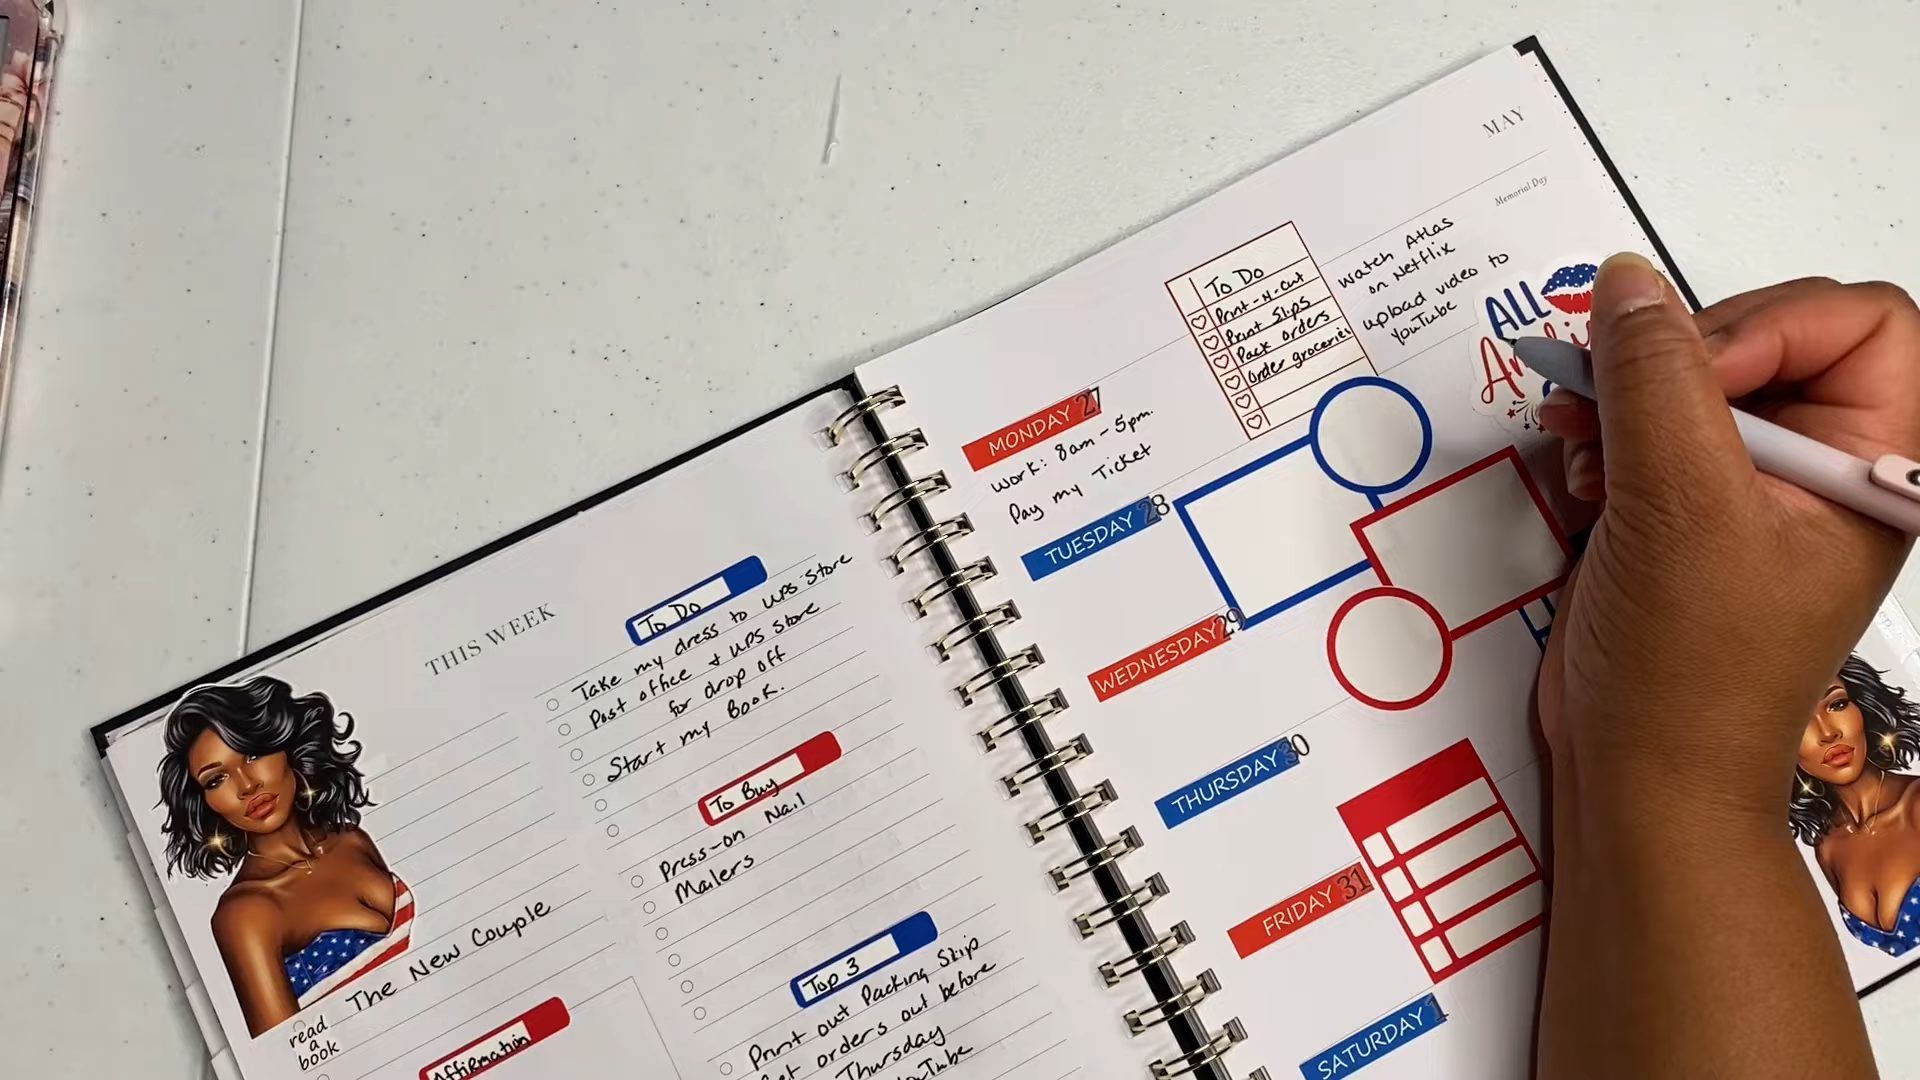 THIS WEEK
To Do
Take my dress to UPS Store
Post office & UPS Store
for drop off
Start my Book.
To Buy
Press-on Nail
Mailers
Top 3
Print out Packing Skip
orders out before
Thursday
The New Couple
read
a
book
Affirmation
MAY
Memorial Day
MONDAY 27
Work: 8am - 5pm.
Pay my Ticket
To Do
Print-N-Cut
Print Slips
Pack orders
Order groceries
Watch Atlas
on Netflix
upload video to
YouTube
ALL
TUESDAY 28
WEDNESDAY 29
THURSDAY 30
FRIDAY 31
SATURDAY 1